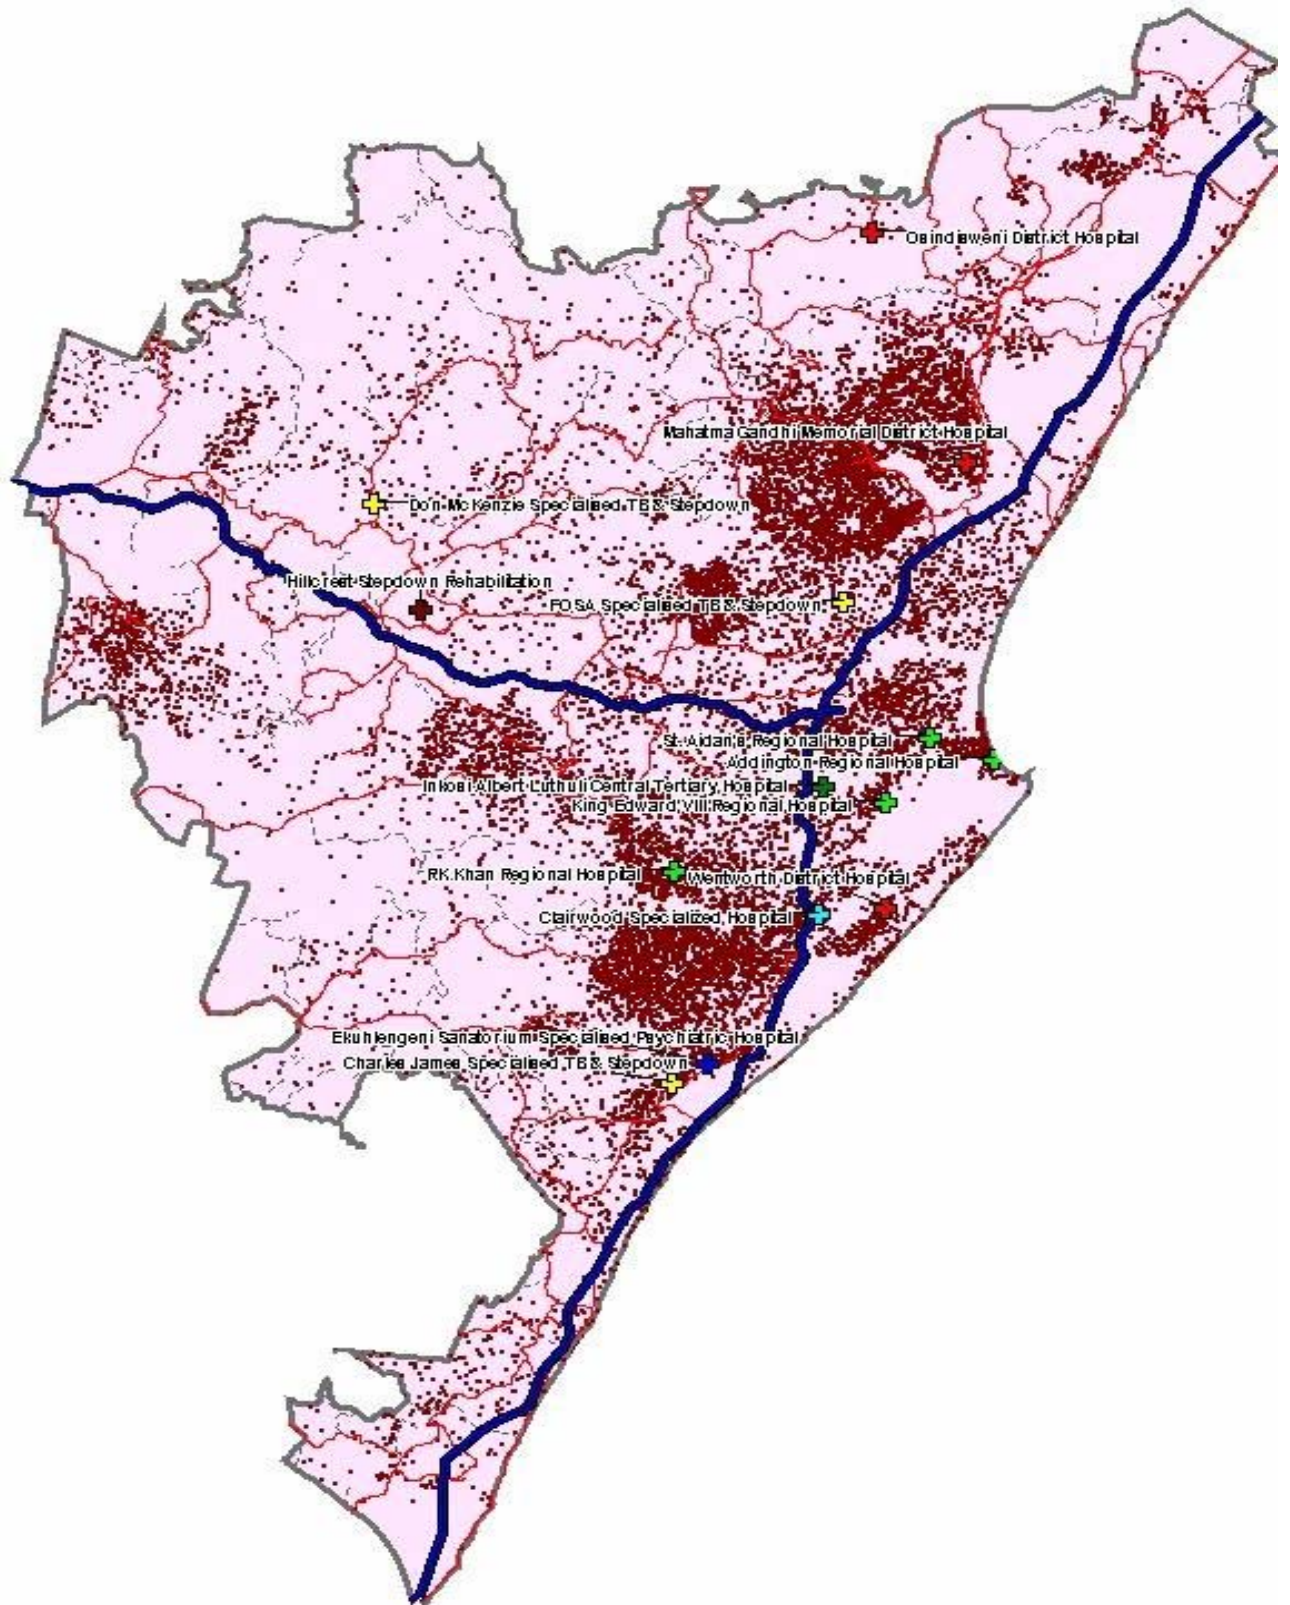 Osindisweni District Hospital
Mahatma Gandhi Memorial District Hospital
Don McKenzie Specialised TB & Stepdown
Hillcrest Stepdown Rehabilitation
FOSA Specialised TB & Stepdown
St. Aidan's Regional Hospital
Addington Regional Hospital
Inkosi Albert Luthuli Central Tertiary Hospital
King Edward VIII Regional Hospital
RK Khan Regional Hospital
Wentworth District Hospital
Clairwood Specialized Hospital
Ekuhlengeni Sanatorium Specialised Psychiatric Hospital
Charles James Specialised TB & Stepdown